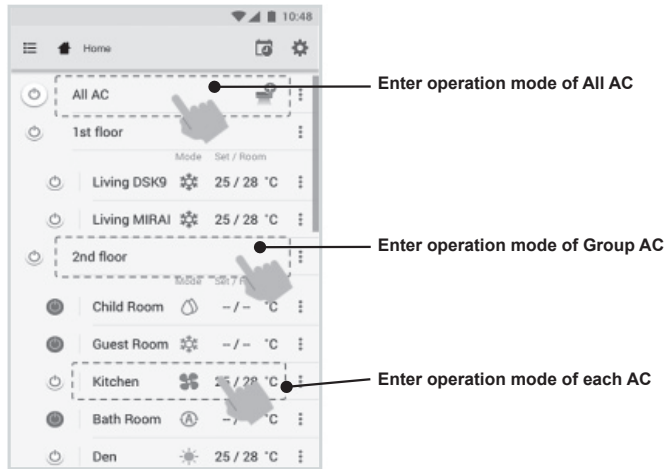 10:48
Home
All AC
Enter operation mode of All AC
1st floor
Mode Set / Room
Living DSK9 25 / 28 °C
Living MIRAI 25 / 28 °C
2nd floor
Enter operation mode of Group AC
Mode Set /
Child Room – / – °C
Guest Room – / – °C
Kitchen / 28 °C
Enter operation mode of each AC
Bath Room – / °C
Den 25 / 28 °C